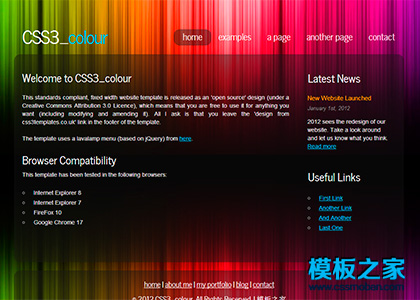 CSS3_colour
home examples a page another page contact
Welcome to CSS3_colour
This standards compliant, fixed width website template is released as an 'open source' design (under a
Creative Commons Attribution 3.0 Licence), which means that you are free to use it for anything you
want (including modifying and amending it). All I ask is that you leave the 'design from
css3templates.co.uk' link in the footer of the template.
The template uses a lavalamp menu (based on jQuery) from here.
Browser Compatibility
This template has been tested in the following browsers:
Internet Explorer 8
Internet Explorer 7
FireFox 10
Google Chrome 17
Latest News
New Website Launched
January 1st, 2012
2012 sees the redesign of our
website. Take a look around
and let us know what you think.
Read more
Useful Links
First Link
Another Link
And Another
Last One
home | about me | my portfolio | blog | contact
© 2012 CSS3_colour. All Rights Reserved. | 模板之家
模板之家